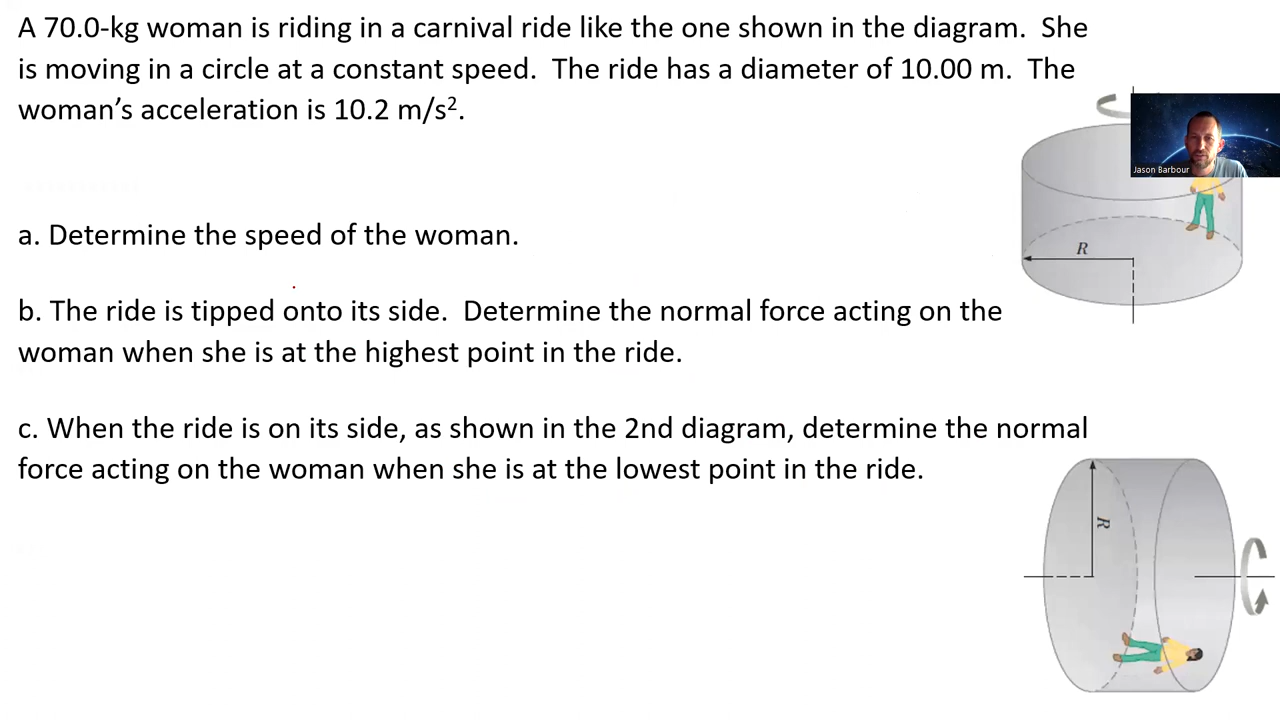 A 70.0-kg woman is riding in a carnival ride like the one shown in the diagram.  She
is moving in a circle at a constant speed.  The ride has a diameter of 10.00 m.  The
woman’s acceleration is 10.2 m/s².
Jason Barbour
a. Determine the speed of the woman.
R
b. The ride is tipped onto its side.  Determine the normal force acting on the
woman when she is at the highest point in the ride.
c. When the ride is on its side, as shown in the 2nd diagram, determine the normal
force acting on the woman when she is at the lowest point in the ride.
R